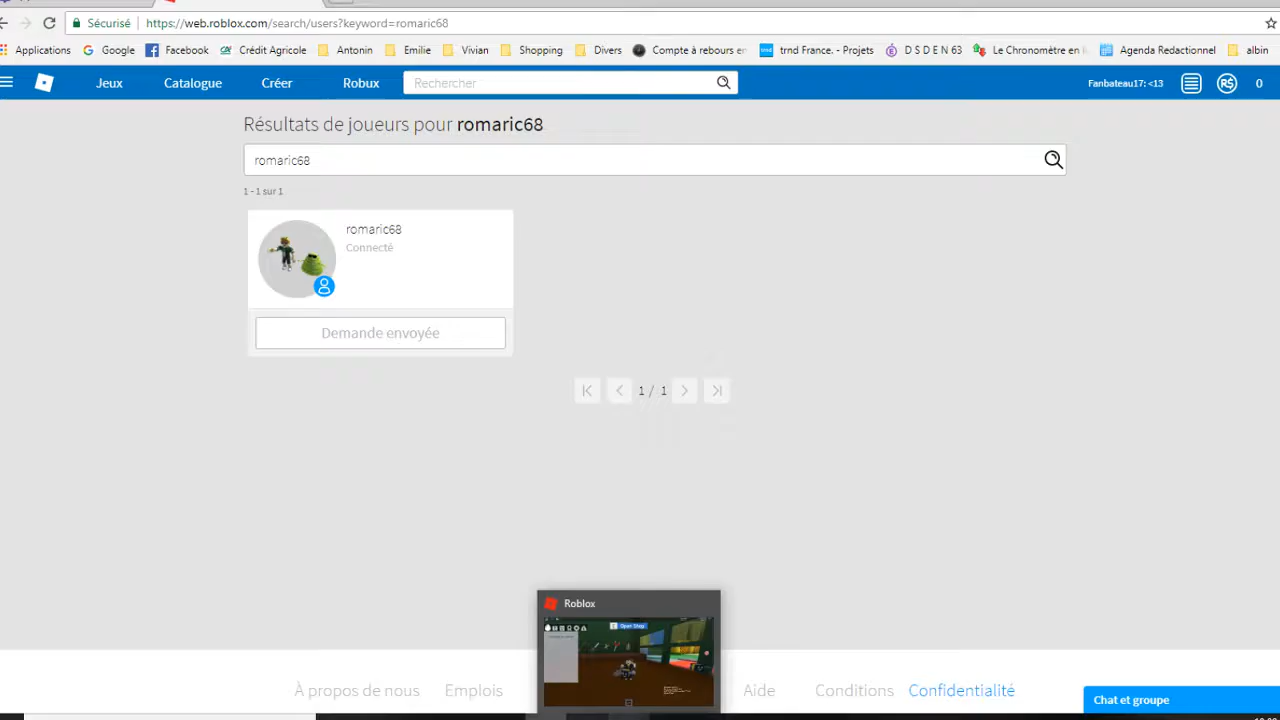 Sécurisé https://web.roblox.com/search/users?keyword=romaric68
Applications Google Facebook Crédit Agricole Antonin Emilie Vivian Shopping Divers Compte à rebours en trnd France. - Projets D S D E N 63 Le Chronomètre en l Agenda Redactionnel albin
Jeux Catalogue Créer Robux Rechercher Fanbateau17: <13 R$ 0
Résultats de joueurs pour romaric68
romaric68
1 - 1 sur 1
romaric68
Connecté
Demande envoyée
1 / 1
Roblox
Open Shop
À propos de nous Emplois Aide Conditions Confidentialité
Chat et groupe